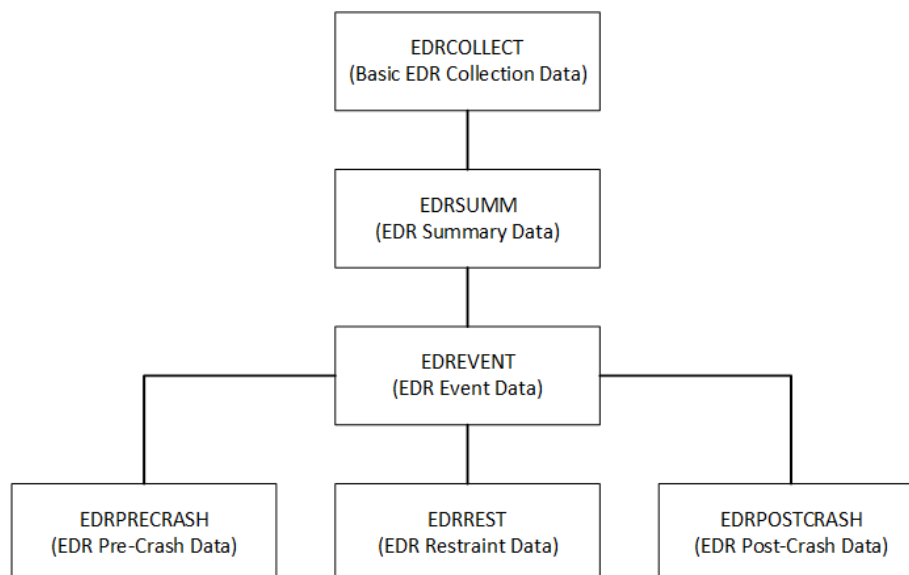 EDRCOLLECT
(Basic EDR Collection Data)
EDRSUMM
(EDR Summary Data)
EDREVENT
(EDR Event Data)
EDRPRECRASH
(EDR Pre-Crash Data)
EDRREST
(EDR Restraint Data)
EDRPOSTCRASH
(EDR Post-Crash Data)